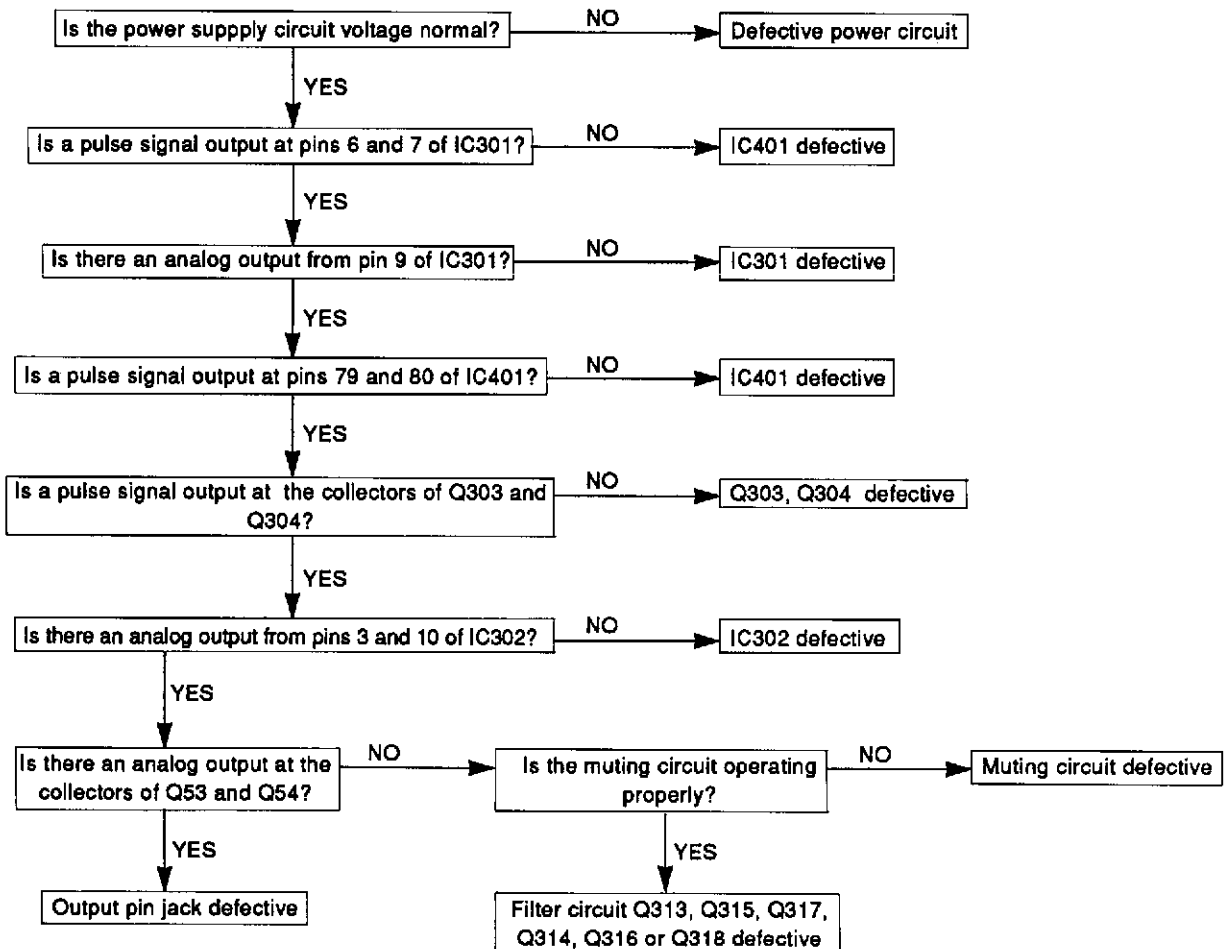 Is the power suppply circuit voltage normal?
NO
Defective power circuit
YES
Is a pulse signal output at pins 6 and 7 of IC301?
NO
IC401 defective
YES
Is there an analog output from pin 9 of IC301?
NO
IC301 defective
YES
Is a pulse signal output at pins 79 and 80 of IC401?
NO
IC401 defective
YES
Is a pulse signal output at the collectors of Q303 and
Q304?
NO
Q303, Q304 defective
YES
Is there an analog output from pins 3 and 10 of IC302?
NO
IC302 defective
YES
Is there an analog output at the
collectors of Q53 and Q54?
NO
Is the muting circuit operating
properly?
NO
Muting circuit defective
YES
YES
Output pin jack defective
Filter circuit Q313, Q315, Q317,
Q314, Q316 or Q318 defective